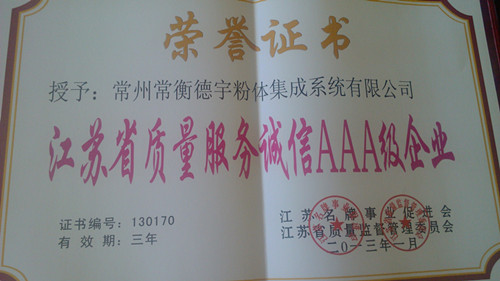 荣誉证书
授予：常州常衡德宇粉体集成系统有限公司
江苏省质量服务诚信AAA级企业
证书编号：130170
有效期：三年
江苏名牌事业促进会
江苏省质量监督管理委员会
二○一三年一月